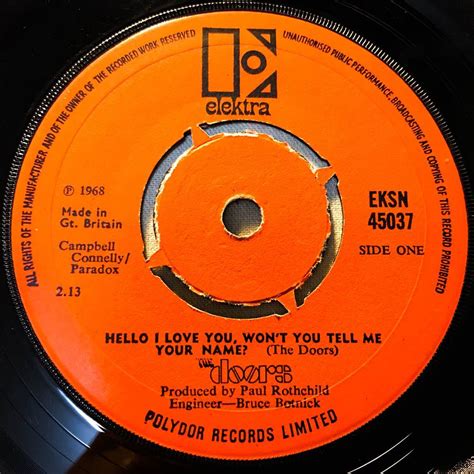 ALL RIGHTS OF THE MANUFACTURER AND OF THE OWNER OF THE RECORDED WORK RESERVED
UNAUTHORISED PUBLIC PERFORMANCE, BROADCASTING AND COPYING OF THIS RECORD PROHIBITED
elektra
℗ 1968
Made in
Gt. Britain
Campbell
Connelly/
Paradox
2.13
EKSN
45037
SIDE ONE
HELLO I LOVE YOU, WON'T YOU TELL ME
YOUR NAME? (The Doors)
THE doors
Produced by Paul Rothchild
Engineer—Bruce Botnick
POLYDOR RECORDS LIMITED